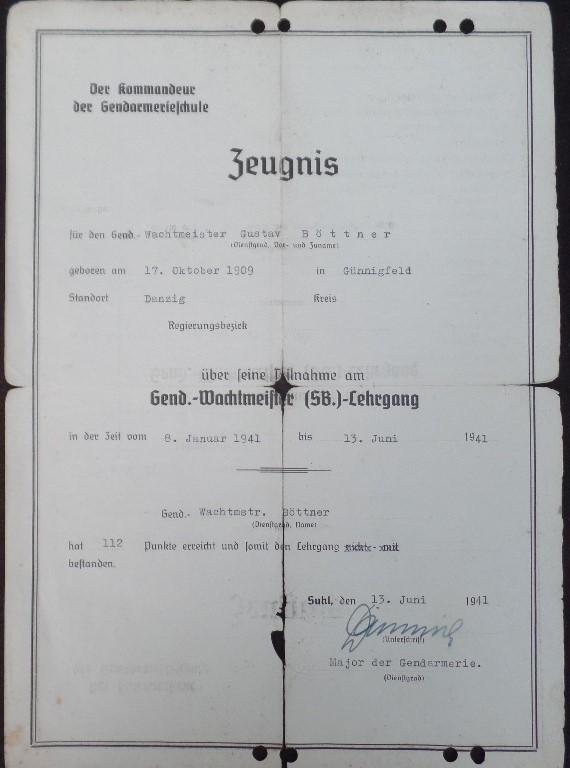 Der Kommandeur
der Gendarmerieschule
Zeugnis
für den Gend.- Wachtmeister Gustav Böttner
(Dienstgrad, Vor- und Zuname)
geboren am 17. Oktober 1909 in Günnigfeld
Standort Danzig Kreis
Regierungsbezirk
über seine Teilnahme am
Gend.-Wachtmeister (SB.)-Lehrgang
in der Zeit vom 8. Januar 1941 bis 13. Juni 1941
Gend.- Wachtmstr. Böttner
(Dienstgrad, Name)
hat 112 Punkte erreicht und somit den Lehrgang nicht - mit
bestanden.
Suhl, den 13. Juni 1941
(Unterschrift)
Major der Gendarmerie.
(Dienstgrad)